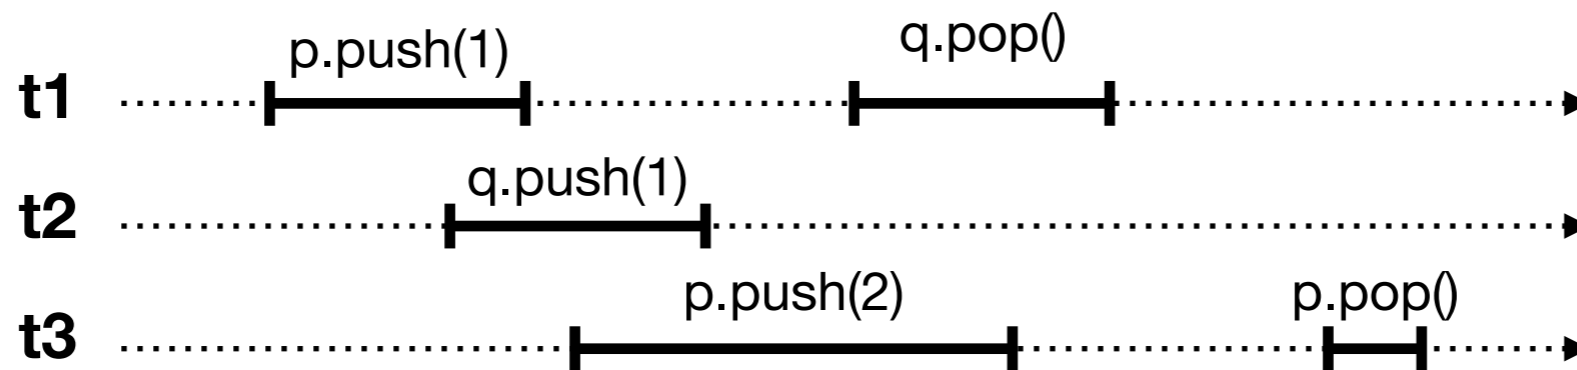 p.push(1) q.pop()
t1
q.push(1)
t2
p.push(2) p.pop()
t3